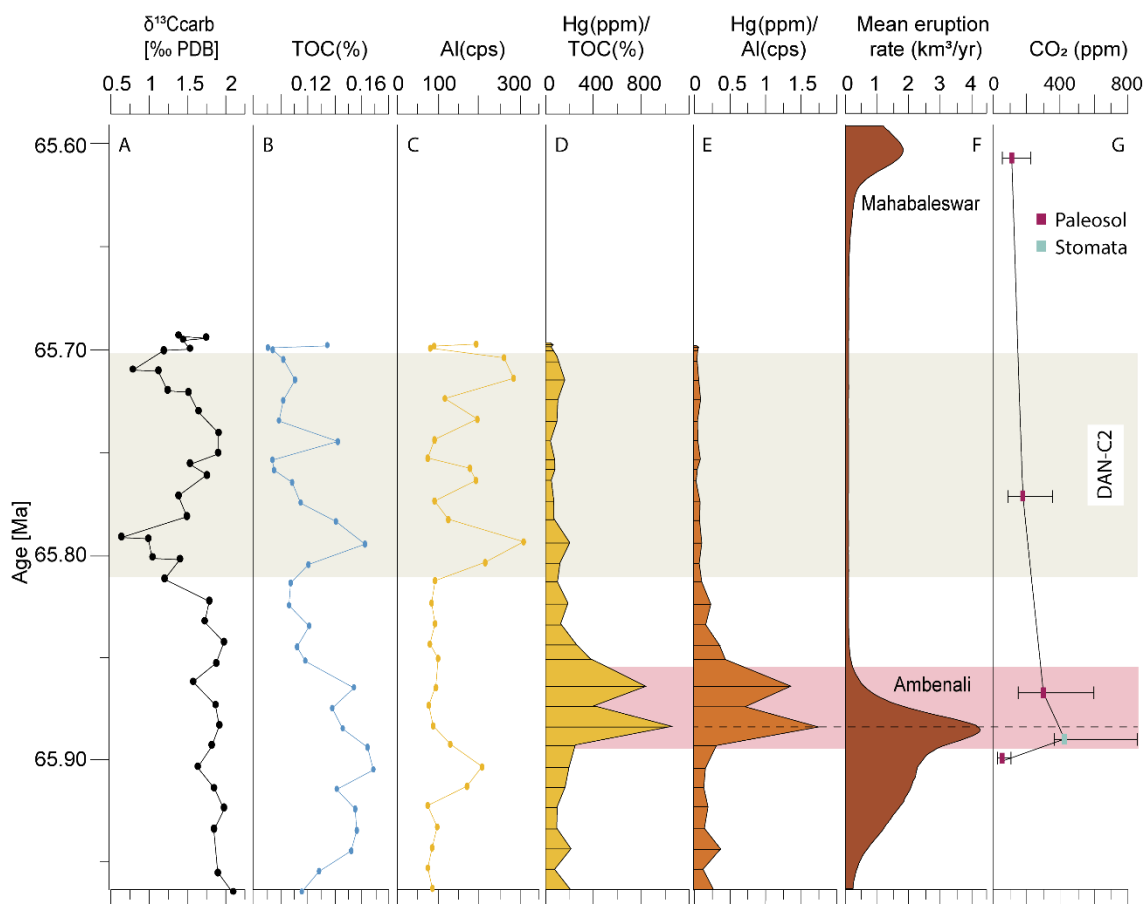 δ¹³Ccarb
[‰ PDB]
TOC(%)
Al(cps)
Hg(ppm)/
TOC(%)
Hg(ppm)/
Al(cps)
Mean eruption
rate (km³/yr)
CO₂ (ppm)
0.5 1 1.5 2
0.12 0.16
0 100 300
0 400 800
0 0.5 1 1.5
0 1 2 3 4
0 400 800
A B C D E F G
65.60
65.70
65.80
65.90
Age [Ma]
Mahabaleswar
Paleosol
Stomata
DAN-C2
Ambenali